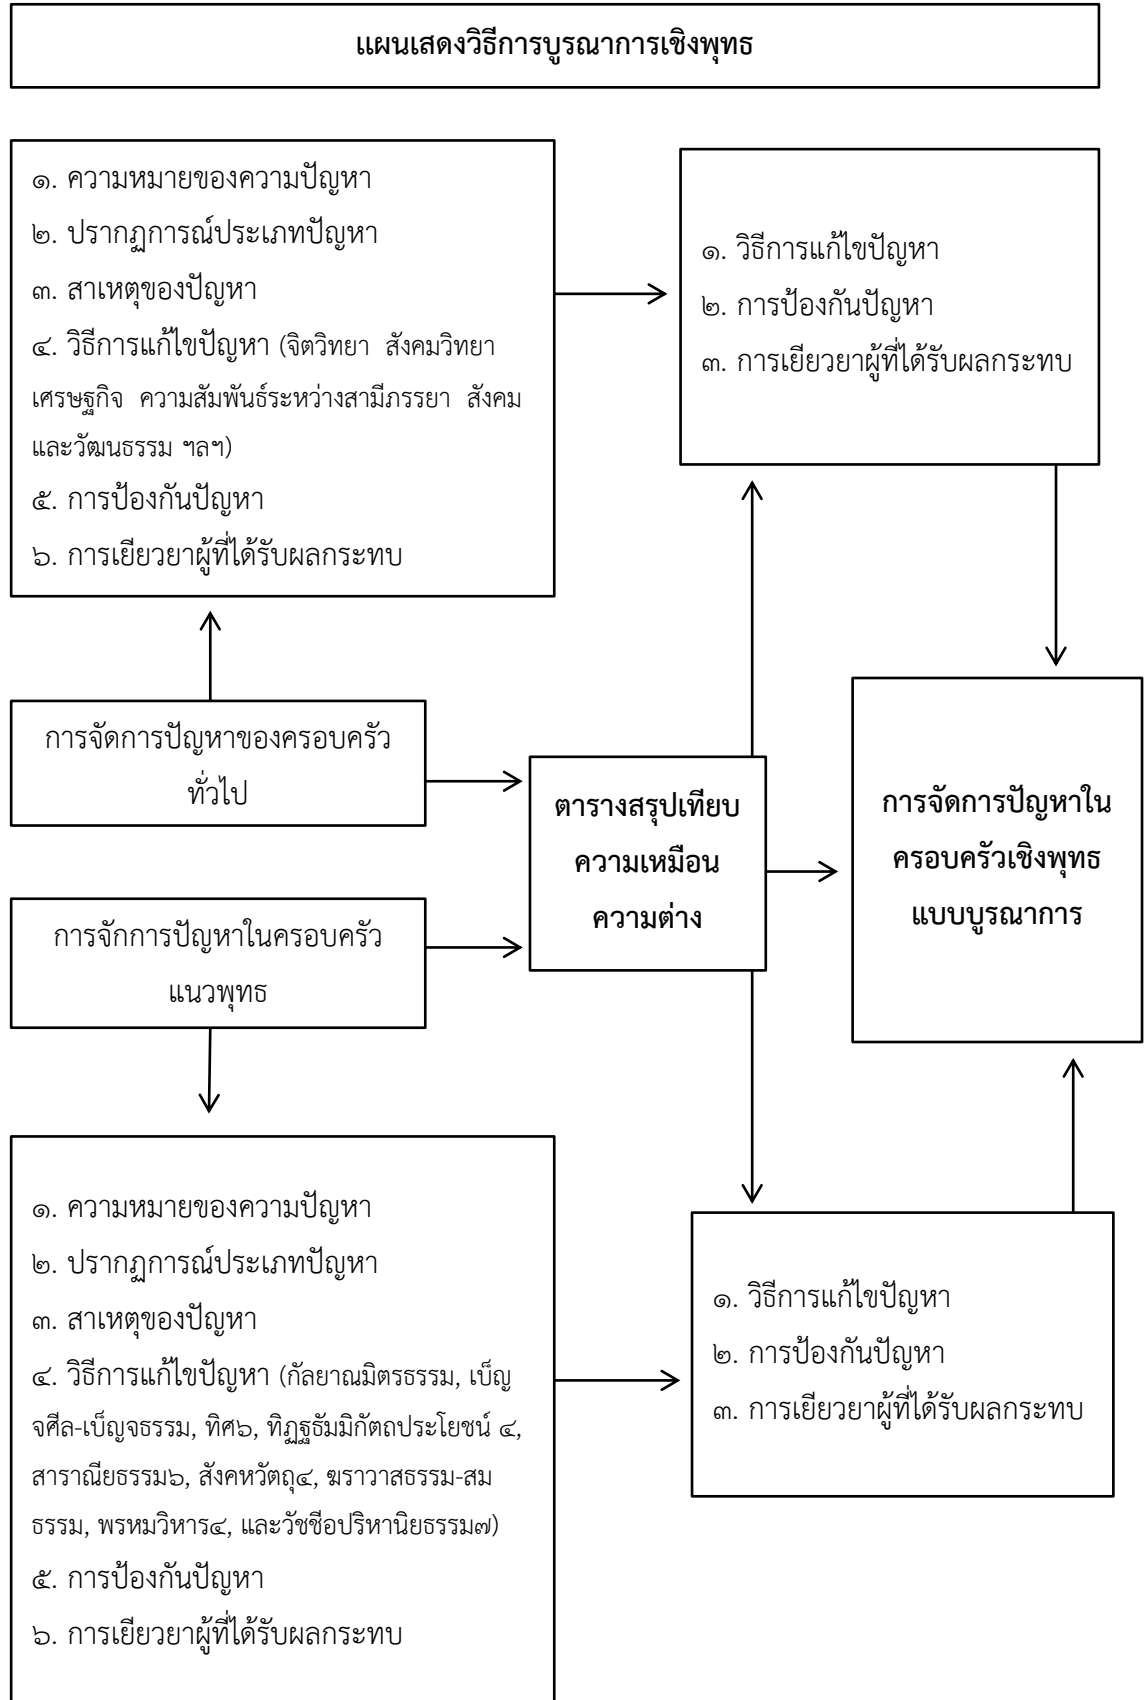 แผนแสดงวิธีการบูรณาการเชิงพุทธ
๑. ความหมายของความปัญหา
๒. ปรากฏการณ์ประเภทปัญหา
๓. สาเหตุของปัญหา
๔. วิธีการแก้ไขปัญหา (จิตวิทยา สังคมวิทยา
เศรษฐกิจ ความสัมพันธ์ระหว่างสามีภรรยา สังคม
และวัฒนธรรม ฯลฯ)
๕. การป้องกันปัญหา
๖. การเยียวยาผู้ที่ได้รับผลกระทบ
๑. วิธีการแก้ไขปัญหา
๒. การป้องกันปัญหา
๓. การเยียวยาผู้ที่ได้รับผลกระทบ
การจัดการปัญหาของครอบครัว
ทั่วไป
ตารางสรุปเทียบ
ความเหมือน
ความต่าง
การจัดการปัญหาใน
ครอบครัวเชิงพุทธ
แบบบูรณาการ
การจักการปัญหาในครอบครัว
แนวพุทธ
๑. ความหมายของความปัญหา
๒. ปรากฏการณ์ประเภทปัญหา
๓. สาเหตุของปัญหา
๔. วิธีการแก้ไขปัญหา (กัลยาณมิตรธรรม, เบ็ญ
จศีล-เบ็ญจธรรม, ทิศ๖, ทิฏฐธัมมิกัตถประโยชน์ ๔,
สาราณียธรรม๖, สังคหวัตถุ๔, ฆราวาสธรรม-สม
ธรรม, พรหมวิหาร๔, และวัชชีอปริหานิยธรรม๗)
๕. การป้องกันปัญหา
๖. การเยียวยาผู้ที่ได้รับผลกระทบ
๑. วิธีการแก้ไขปัญหา
๒. การป้องกันปัญหา
๓. การเยียวยาผู้ที่ได้รับผลกระทบ